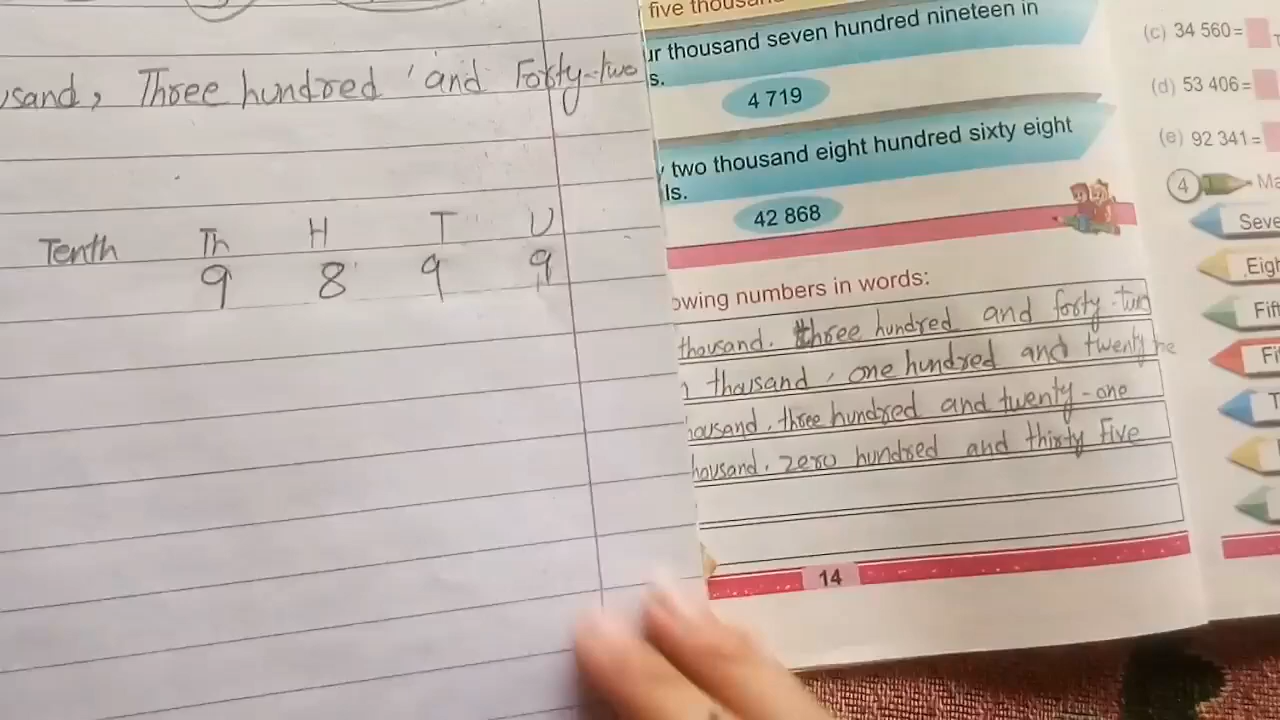 usand, Three hundred and Forty-two
Tenth Th H T U
9 8 9 9
five thousand
ur thousand seven hundred nineteen in
s.
4 719
two thousand eight hundred sixty eight
ls.
42 868
owing numbers in words:
thousand. three hundred and forty-two
thousand, one hundred and twenty
housand, three hundred and twenty-one
housand. zero hundred and thirty Five
14
(c) 34 560=
(d) 53 406=
(e) 92 341=
4 Ma
Seve
Eigh
Fift
Fi
T